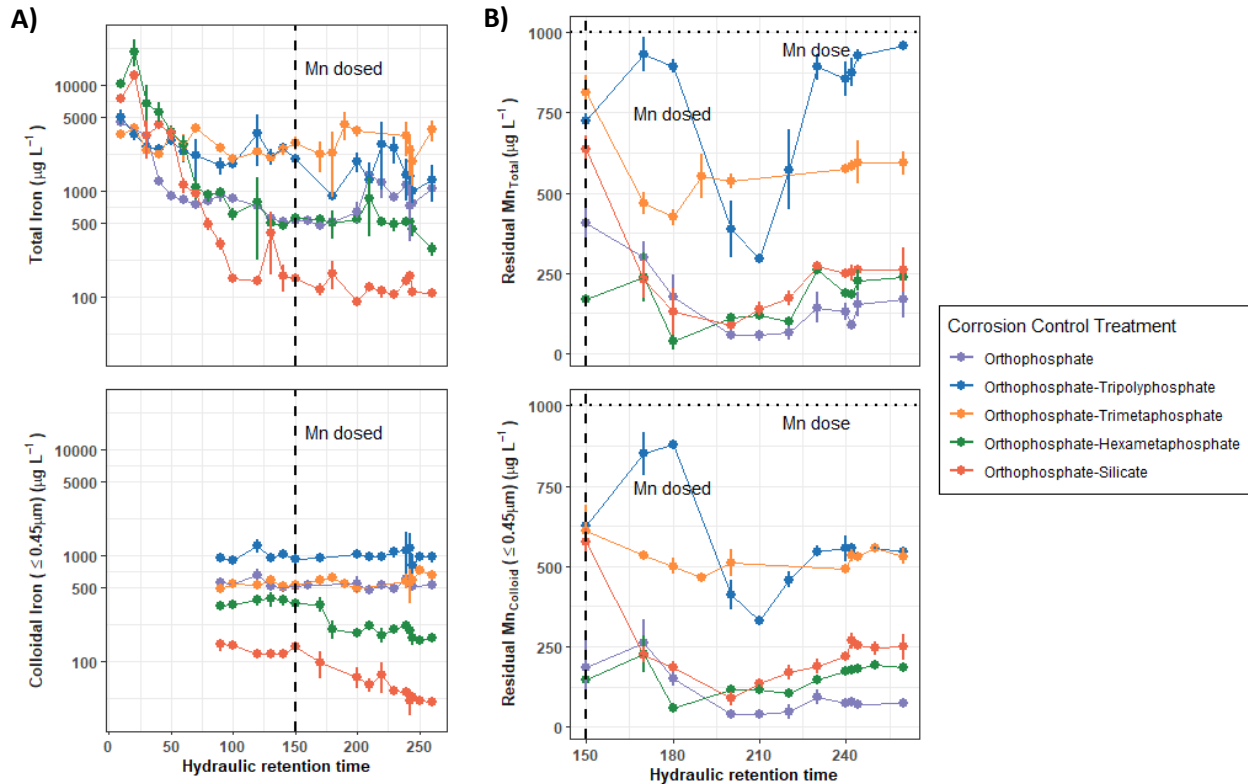 A)
B)
Total Iron (µg L⁻¹)
10000
5000
1000
500
100
Mn dosed
Colloidal Iron (≤0.45µm) (µg L⁻¹)
10000
5000
1000
500
100
Mn dosed
0
50
100
150
200
250
Hydraulic retention time
Residual Mn_Total (µg L⁻¹)
1000
750
500
250
0
Mn dose
Mn dosed
Residual Mn_Colloid (≤0.45µm) (µg L⁻¹)
1000
750
500
250
0
Mn dose
Mn dosed
150
180
210
240
Hydraulic retention time
Corrosion Control Treatment
Orthophosphate
Orthophosphate-Tripolyphosphate
Orthophosphate-Trimetaphosphate
Orthophosphate-Hexametaphosphate
Orthophosphate-Silicate